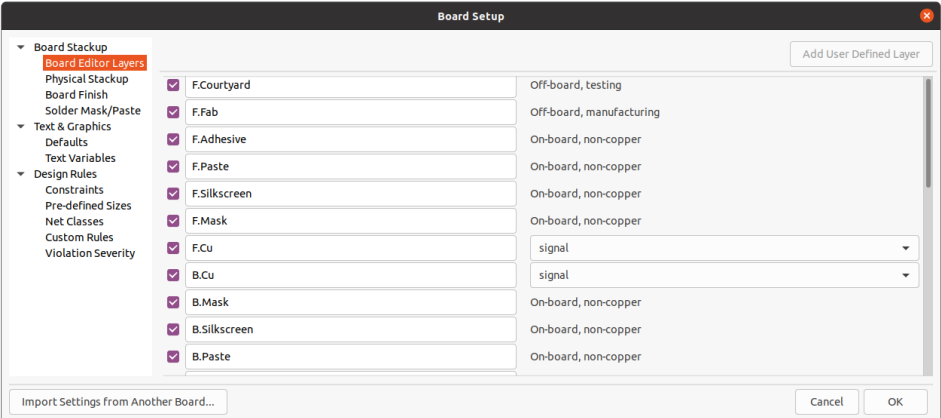 Board Setup
Board Stackup
Board Editor Layers
Physical Stackup
Board Finish
Solder Mask/Paste
Text & Graphics
Defaults
Text Variables
Design Rules
Constraints
Pre-defined Sizes
Net Classes
Custom Rules
Violation Severity
Add User Defined Layer
F.Courtyard Off-board, testing
F.Fab Off-board, manufacturing
F.Adhesive On-board, non-copper
F.Paste On-board, non-copper
F.Silkscreen On-board, non-copper
F.Mask On-board, non-copper
F.Cu signal
B.Cu signal
B.Mask On-board, non-copper
B.Silkscreen On-board, non-copper
B.Paste On-board, non-copper
Import Settings from Another Board... Cancel OK